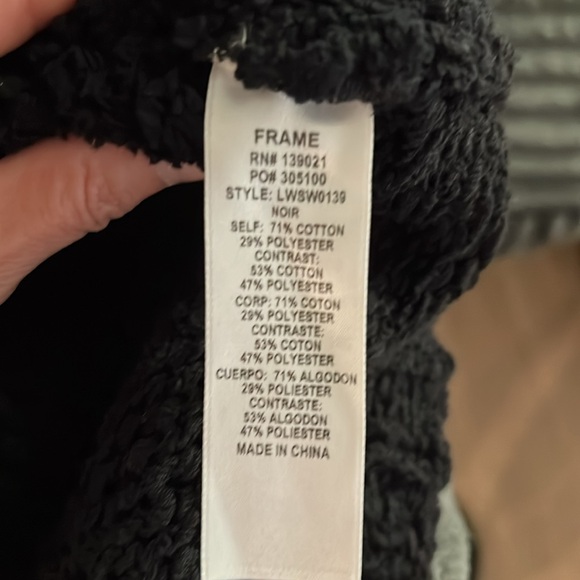 FRAME
RN# 139021
PO# 305100
STYLE: LWSW0139
NOIR
SELF: 71% COTTON
29% POLYESTER
CONTRAST:
53% COTTON
47% POLYESTER
CORP: 71% COTON
29% POLYESTER
CONTRASTE:
53% COTON
47% POLYESTER
CUERPO: 71% ALGODON
29% POLIESTER
CONTRASTE:
53% ALGODON
47% POLIESTER
MADE IN CHINA